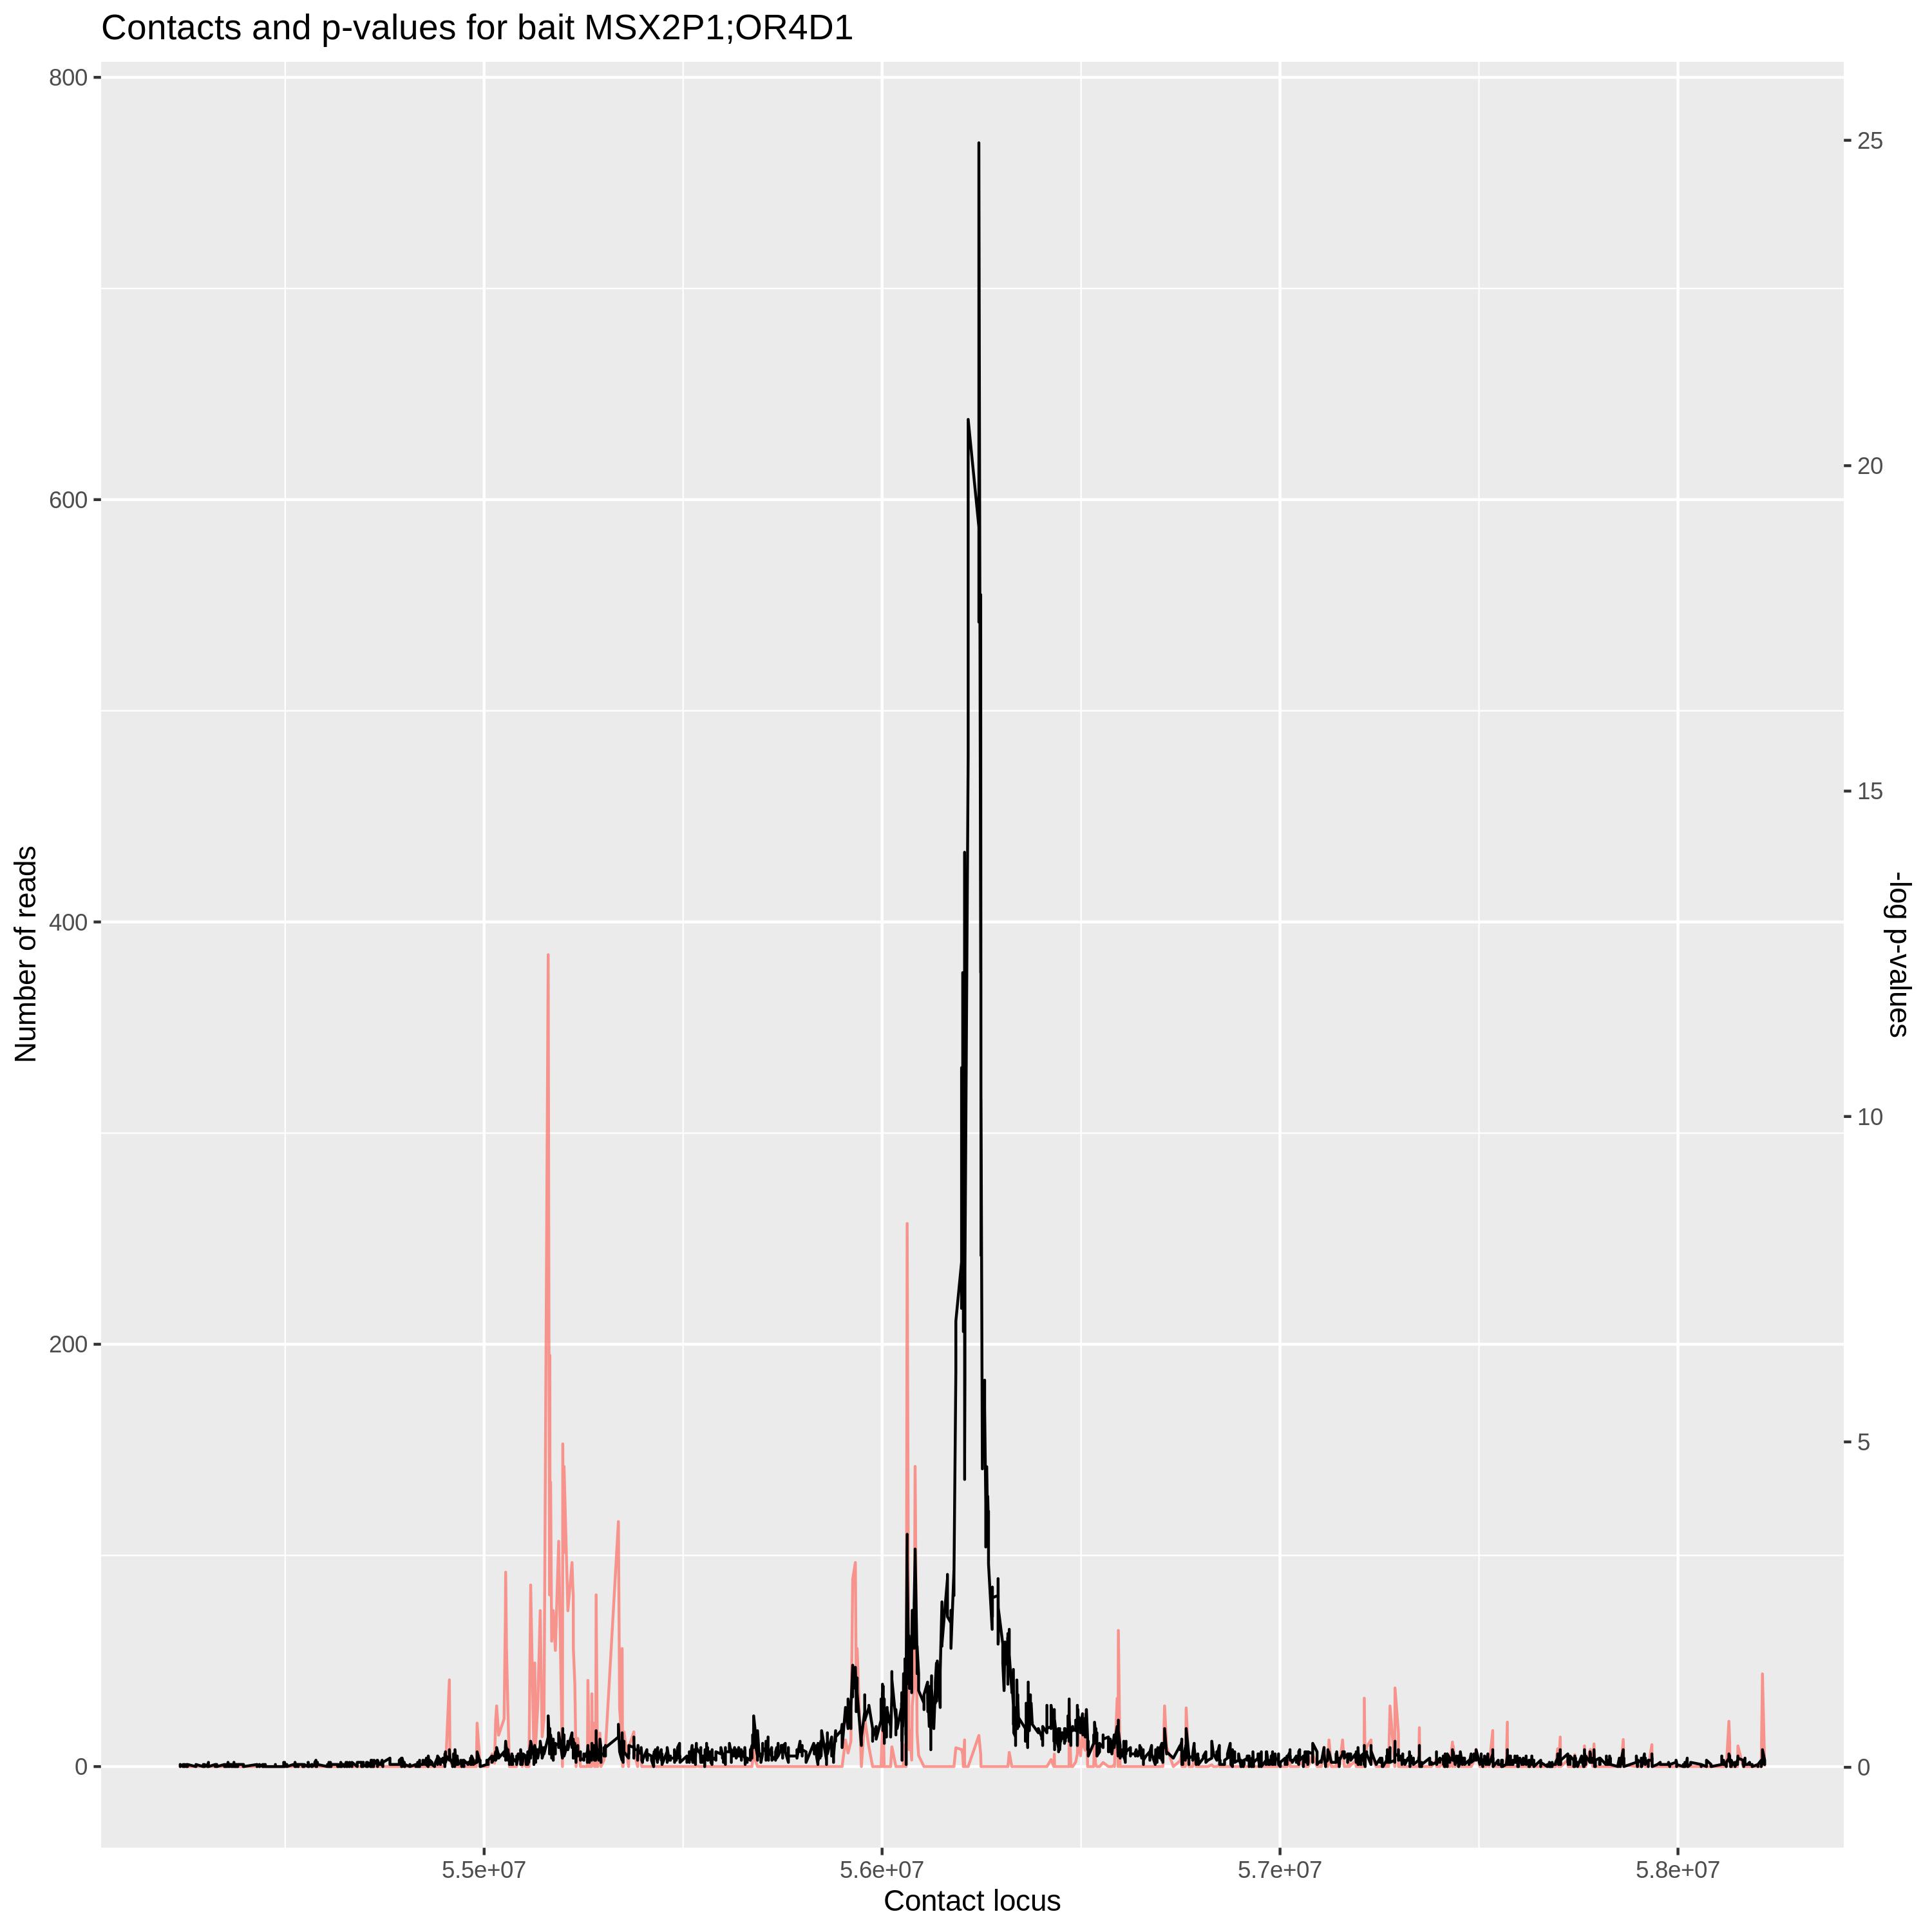 Contacts and p-values for bait MSX2P1;OR4D1
800
600
400
200
0
Number of reads
25
20
15
10
5
0
-log p-values
5.5e+07
5.6e+07
5.7e+07
5.8e+07
Contact locus